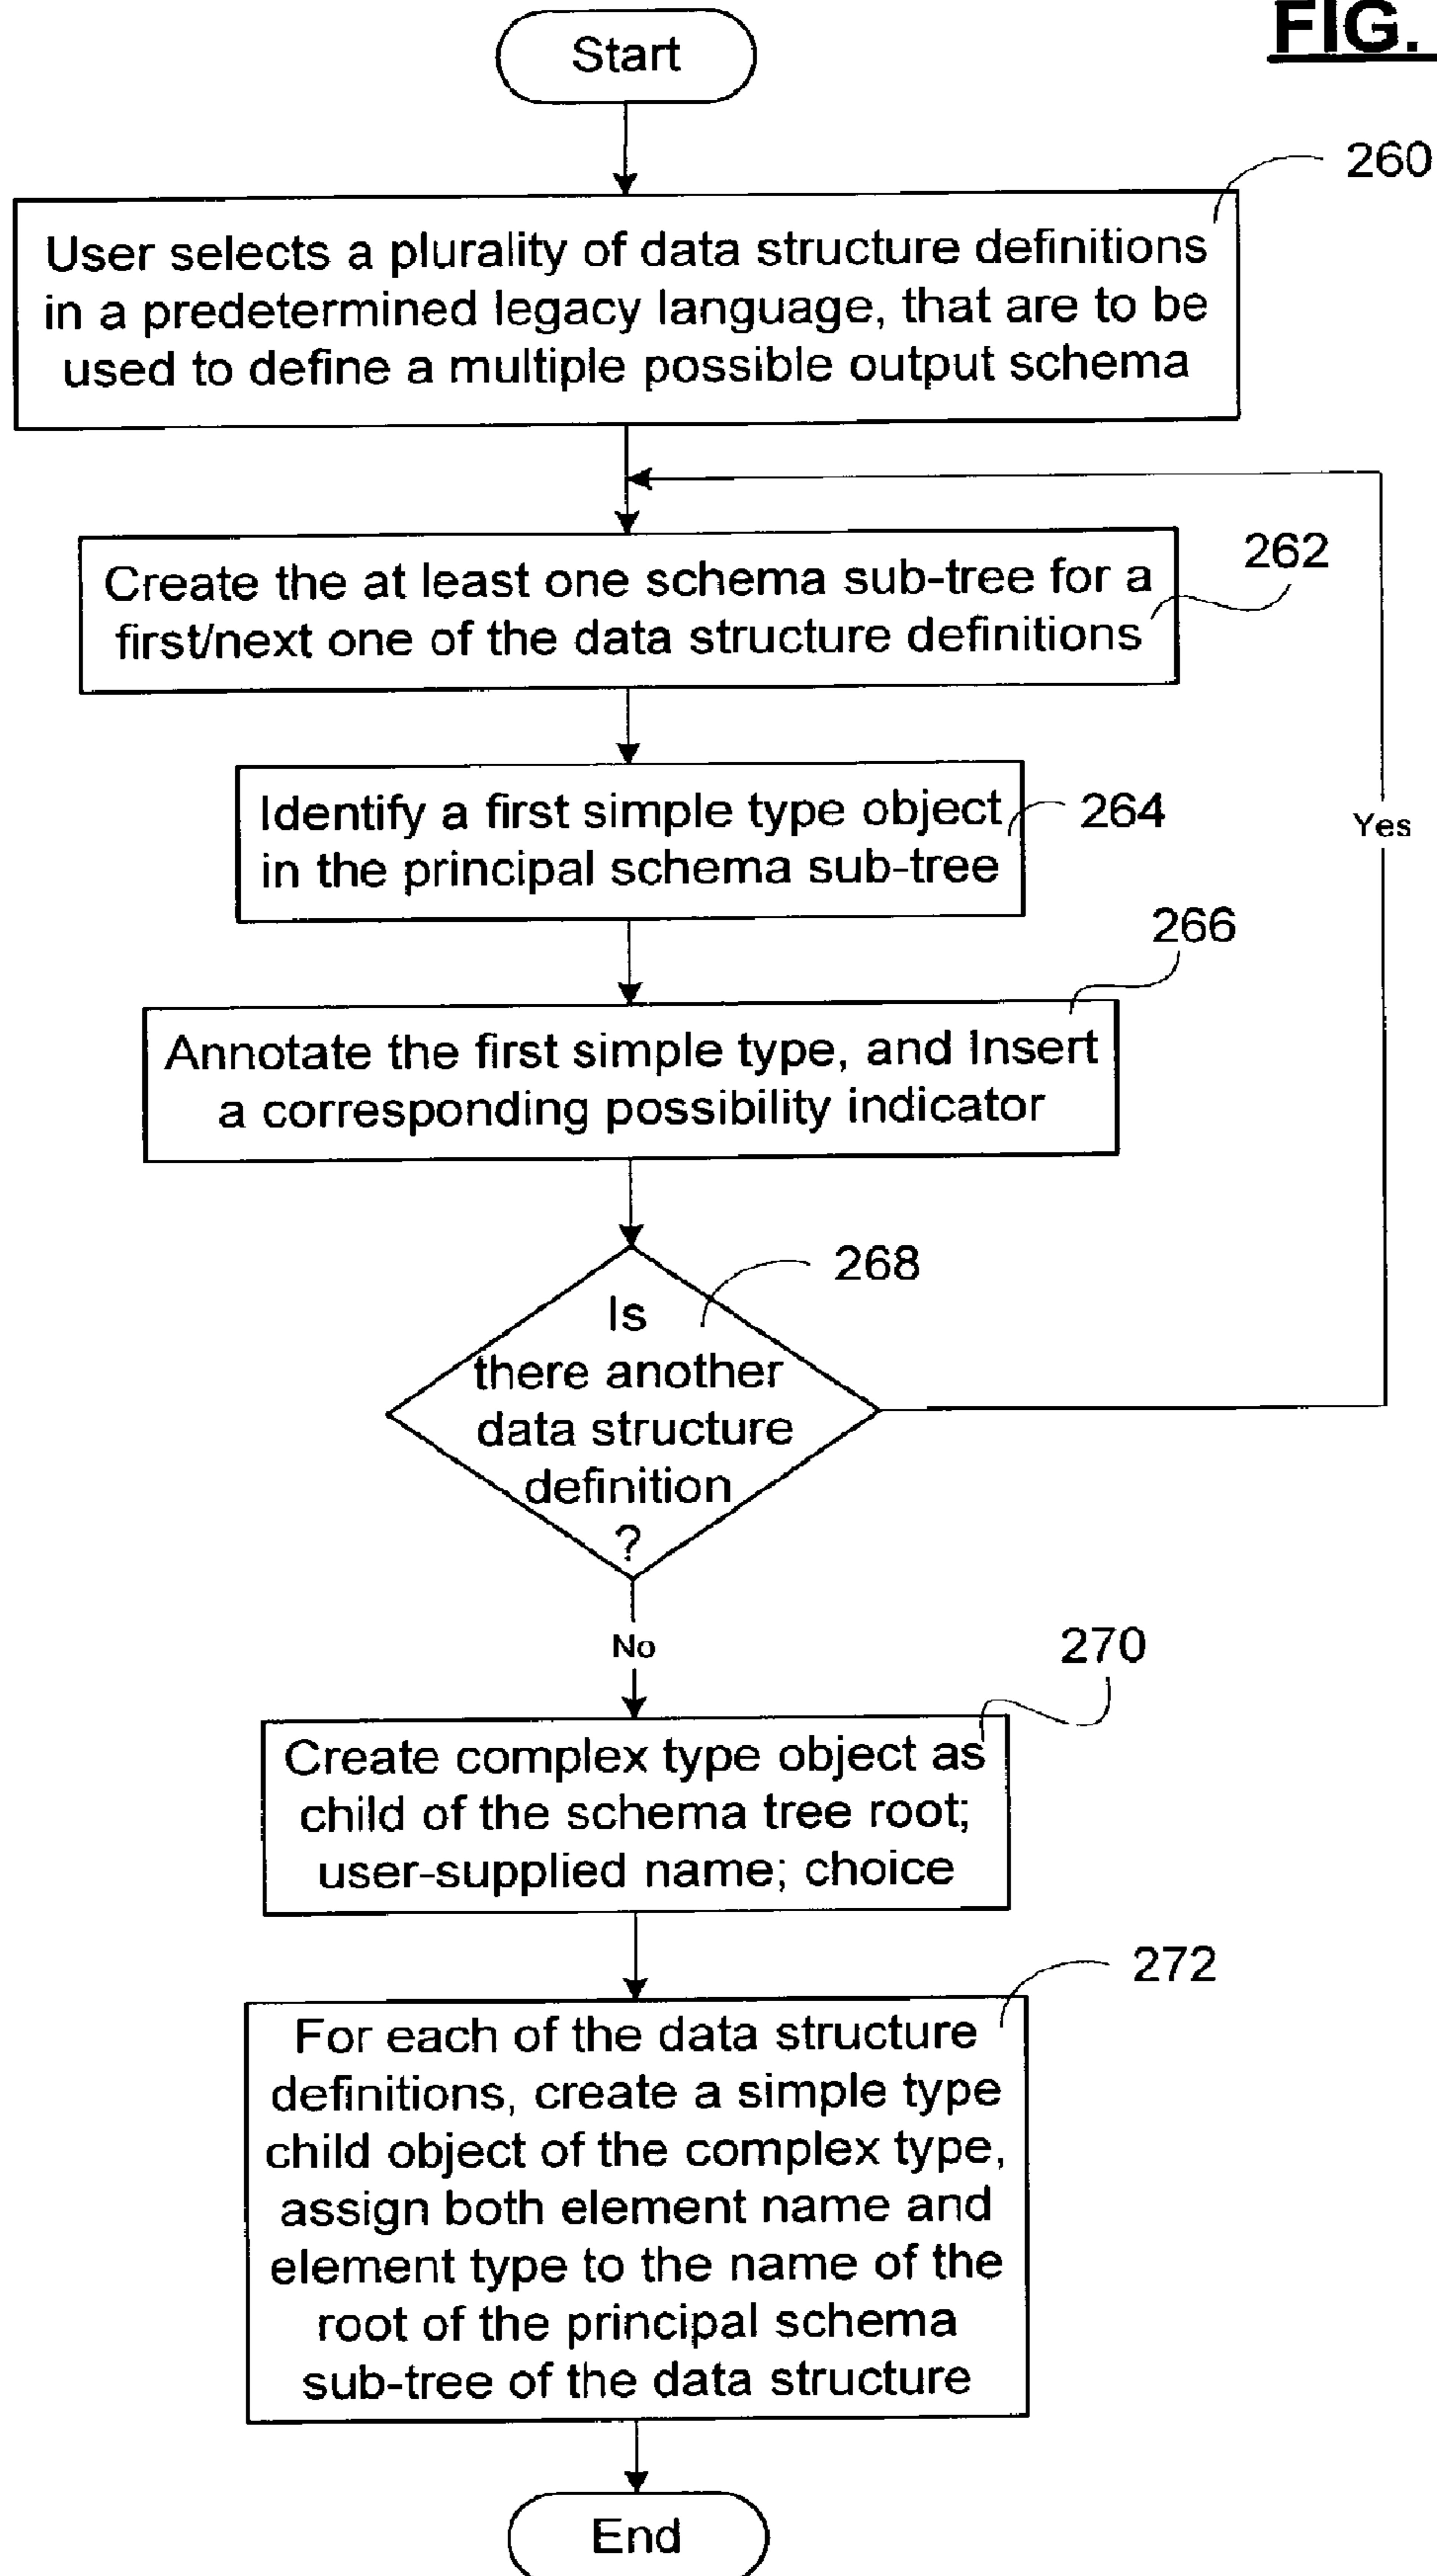 FIG.
Start
260
User selects a plurality of data structure definitions
in a predetermined legacy language, that are to be
used to define a multiple possible output schema
262
Create the at least one schema sub-tree for a
first/next one of the data structure definitions
Identify a first simple type object
in the principal schema sub-tree
264
Yes
266
Annotate the first simple type, and Insert
a corresponding possibility indicator
268
Is
there another
data structure
definition
?
No
270
Create complex type object as
child of the schema tree root;
user-supplied name; choice
272
For each of the data structure
definitions, create a simple type
child object of the complex type,
assign both element name and
element type to the name of the
root of the principal schema
sub-tree of the data structure
End